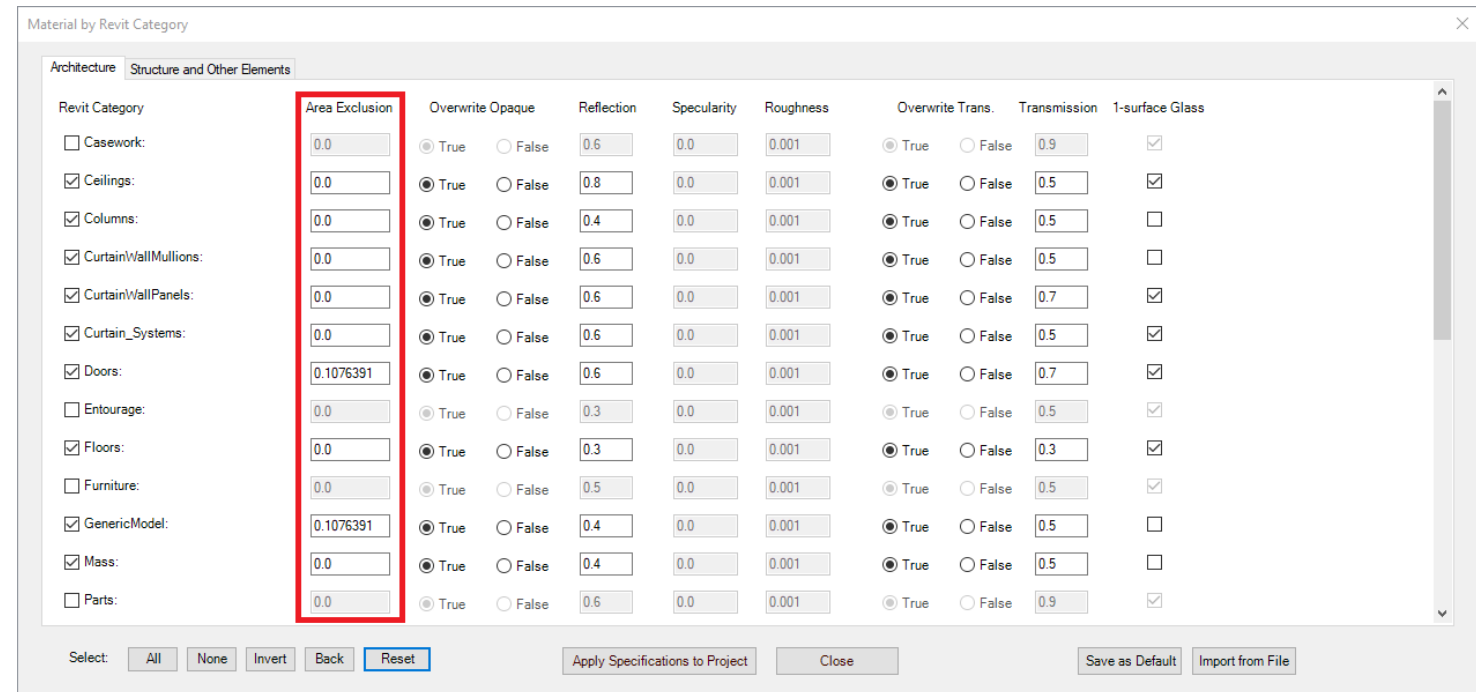 Material by Revit Category
Architecture Structure and Other Elements
Revit Category Area Exclusion Overwrite Opaque Reflection Specularity Roughness Overwrite Trans. Transmission 1-surface Glass
Casework: 0.0 True False 0.6 0.0 0.001 True False 0.9
Ceilings: 0.0 True False 0.8 0.0 0.001 True False 0.5
Columns: 0.0 True False 0.4 0.0 0.001 True False 0.5
CurtainWallMullions: 0.0 True False 0.6 0.0 0.001 True False 0.5
CurtainWallPanels: 0.0 True False 0.6 0.0 0.001 True False 0.7
Curtain_Systems: 0.0 True False 0.6 0.0 0.001 True False 0.5
Doors: 0.1076391 True False 0.6 0.0 0.001 True False 0.7
Entourage: 0.0 True False 0.3 0.0 0.001 True False 0.5
Floors: 0.0 True False 0.3 0.0 0.001 True False 0.3
Furniture: 0.0 True False 0.5 0.0 0.001 True False 0.5
GenericModel: 0.1076391 True False 0.4 0.0 0.001 True False 0.5
Mass: 0.0 True False 0.4 0.0 0.001 True False 0.5
Parts: 0.0 True False 0.6 0.0 0.001 True False 0.9
Select: All None Invert Back Reset Apply Specifications to Project Close Save as Default Import from File